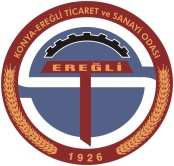 KONYA-EREĞLİ TİCARET ve SANAYİ ODASI
EREĞLİ
1926